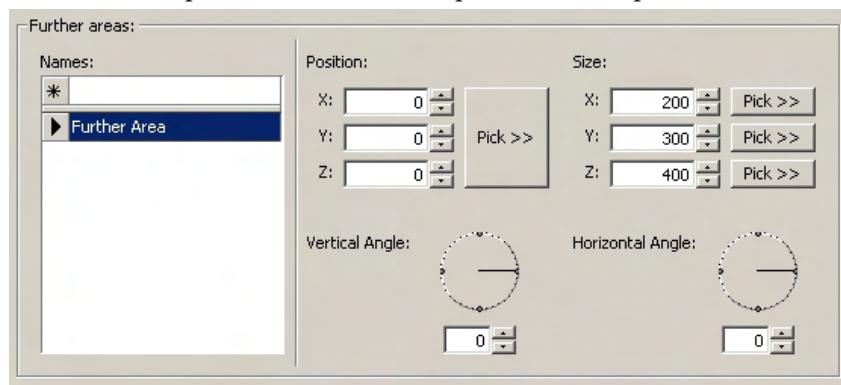 Further areas:
Names:
*
Further Area
Position:
X: 0
Y: 0
Z: 0
Pick >>
Size:
X: 200 Pick >>
Y: 300 Pick >>
Z: 400 Pick >>
Vertical Angle:
0
Horizontal Angle:
0